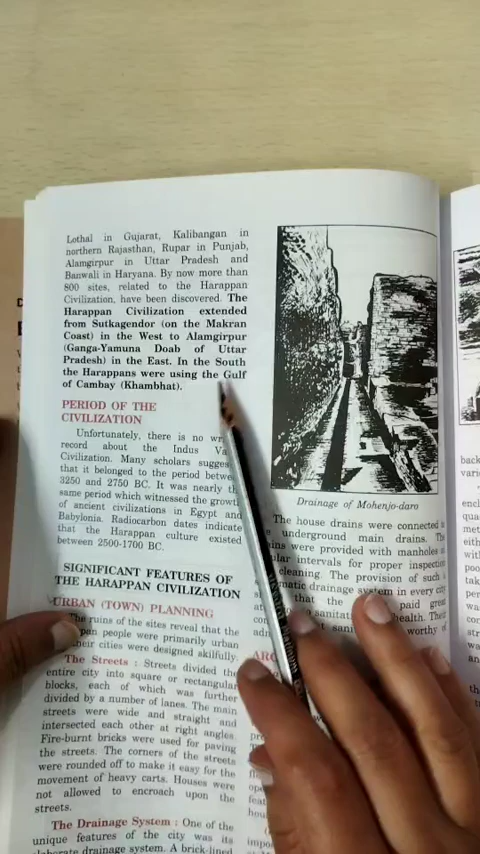 Lothal in Gujarat, Kalibangan in
northern Rajasthan, Rupar in Punjab,
Alamgirpur in Uttar Pradesh and
Banwali in Haryana. By now more than
800 sites, related to the Harappan
Civilization, have been discovered. The
Harappan Civilization extended
from Sutkagendor (on the Makran
Coast) in the West to Alamgirpur
(Ganga-Yamuna Doab of Uttar
Pradesh) in the East. In the South
the Harappans were using the Gulf
of Cambay (Khambhat).
PERIOD OF THE
CIVILIZATION
Unfortunately, there is no
record about the Indus
Civilization. Many scholars
that it belonged to the period
3250 and 2750 BC. It was nearly
same period which witnessed the
of ancient civilizations in Egypt and
Babylonia. Radiocarbon dates indicate
that the Harappan culture existed
between 2500-1700 BC.
SIGNIFICANT FEATURES OF
THE HARAPPAN CIVILIZATION
URBAN (TOWN) PLANNING
The ruins of the sites reveal that the
people were primarily urban
their cities were designed skilfully.
The Streets : Streets divided the
entire city into square or rectangular
blocks, each of which was further
divided by a number of lanes. The main
streets were wide and straight and
intersected each other at right angles.
Fire-burnt bricks were used for paving
the streets. The corners of the streets
were rounded off to make it easy for the
movement of heavy carts. Houses were
not allowed to encroach upon the
streets.
The Drainage System : One of the
unique features of the city was its
drainage system. A brick-lined
Drainage of Mohenjo-daro
The house drains were connected
underground main drains. The
were provided with manholes
intervals for proper inspection
cleaning. The provision of such
drainage system in every city
that the paid great
health.
worthy of